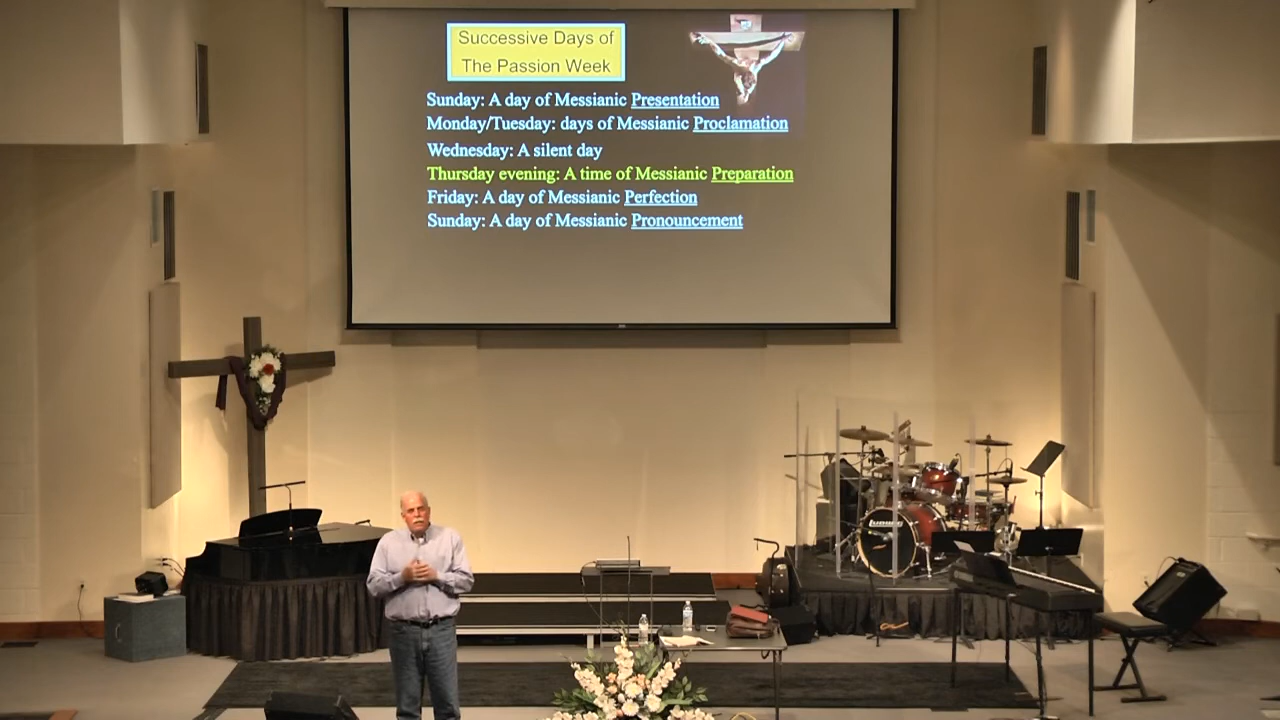 Successive Days of
The Passion Week
Sunday: A day of Messianic Presentation
Monday/Tuesday: days of Messianic Proclamation
Wednesday: A silent day
Thursday evening: A time of Messianic Preparation
Friday: A day of Messianic Perfection
Sunday: A day of Messianic Pronouncement
Ludwig